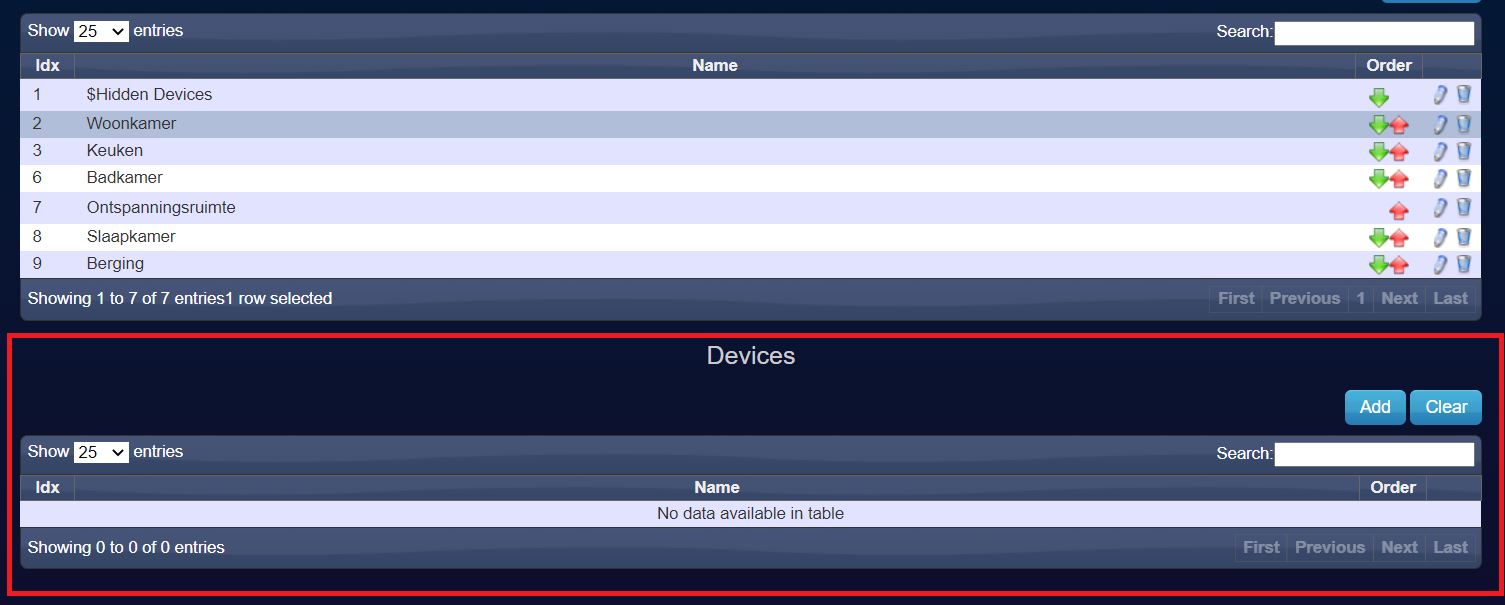 Show 25 entries Search:
Idx Name Order
1 $Hidden Devices
2 Woonkamer
3 Keuken
6 Badkamer
7 Ontspanningsruimte
8 Slaapkamer
9 Berging
Showing 1 to 7 of 7 entries1 row selected First Previous 1 Next Last
Devices
Add Clear
Show 25 entries Search:
Idx Name Order
No data available in table
Showing 0 to 0 of 0 entries First Previous Next Last